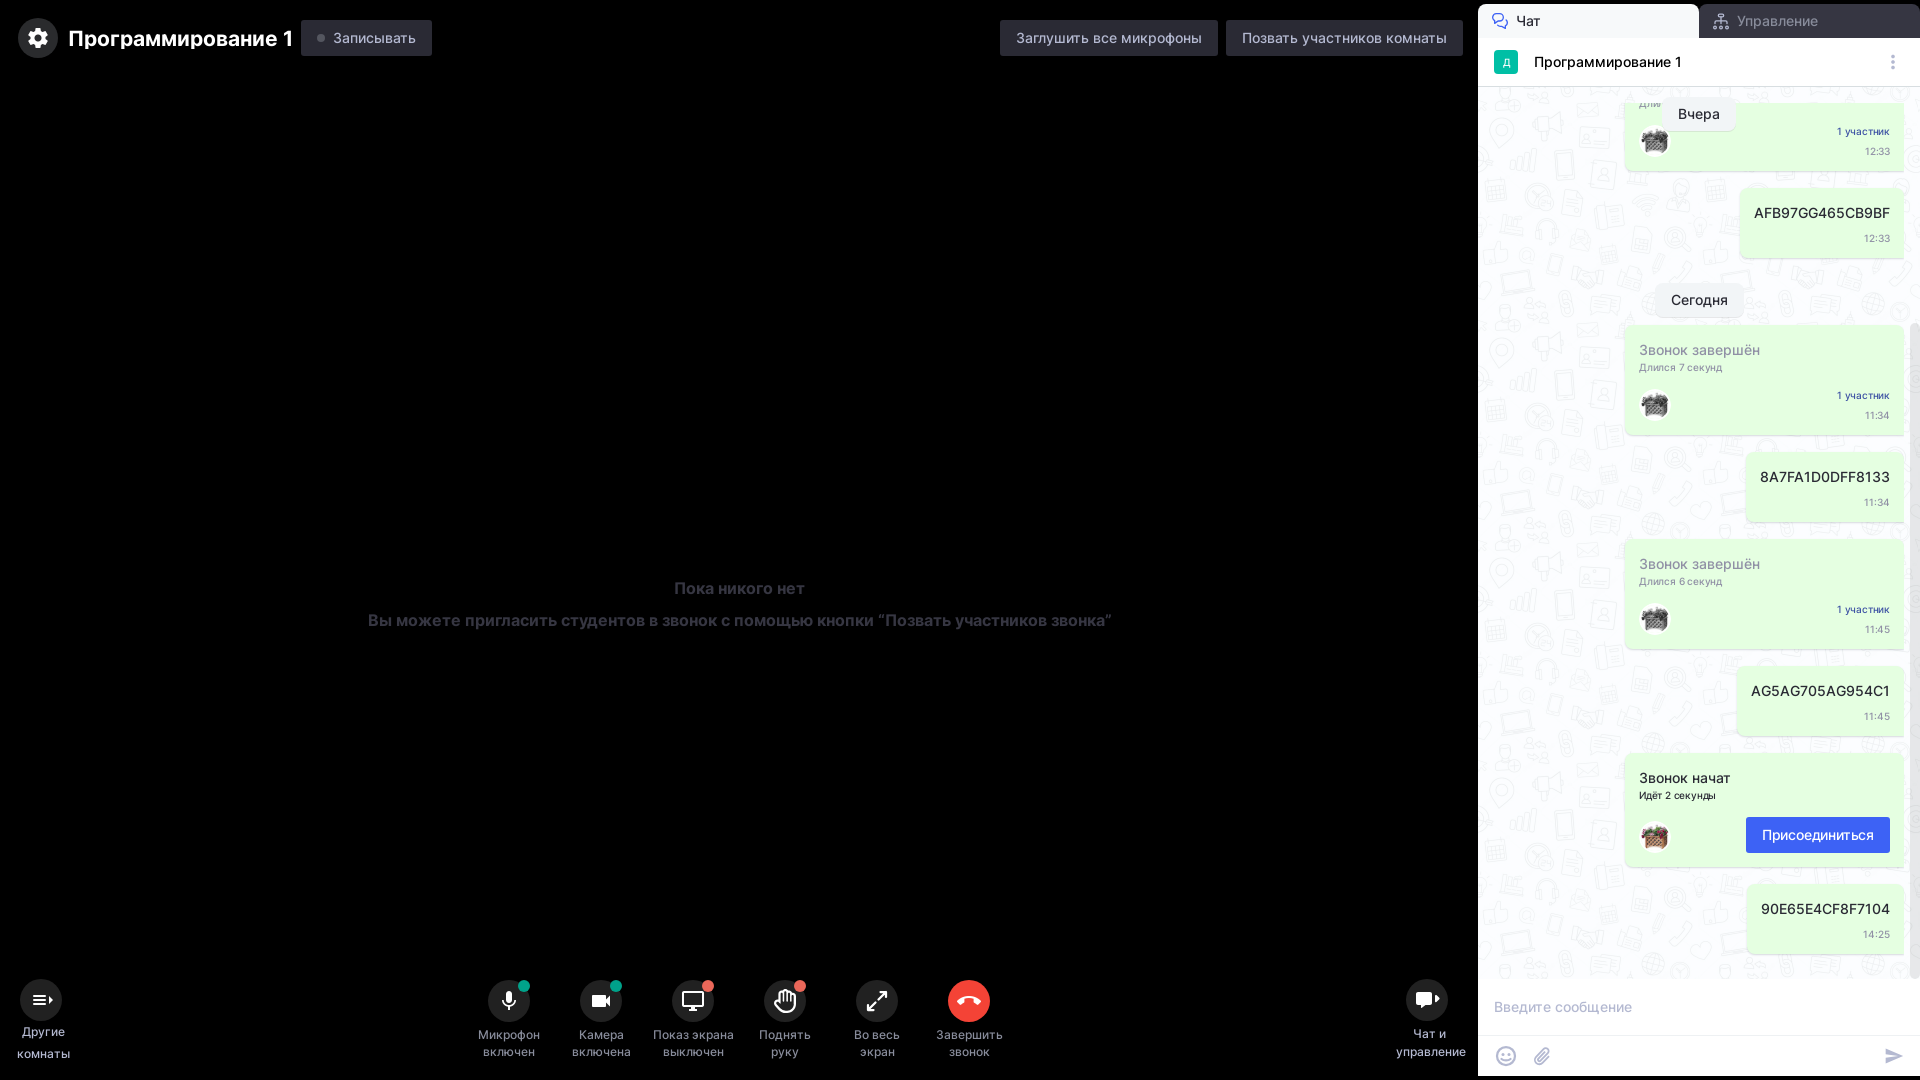 Программирование 1
Записывать
Заглушить все микрофоны
Позвать участников комнаты
Чат
Управление
Д
Программирование 1
Вчера
1 участник
12:33
AFB97GG465CB9BF
12:33
Сегодня
Звонок завершён
Длился 7 секунд
1 участник
11:34
8A7FA1D0DFF8133
11:34
Звонок завершён
Длился 6 секунд
1 участник
11:45
AG5AG705AG954C1
11:45
Звонок начат
Идёт 2 секунды
Присоединиться
90E65E4CF8F7104
14:25
Пока никого нет
Вы можете пригласить студентов в звонок с помощью кнопки “Позвать участников звонка”
Другие
комнаты
Микрофон
включен
Камера
включена
Показ экрана
выключен
Поднять
руку
Во весь
экран
Завершить
звонок
Чат и
управление
Введите сообщение